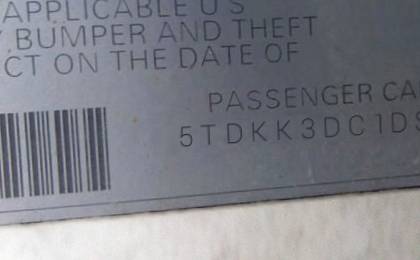 APPLICABLE U S
BUMPER AND THEFT
CT ON THE DATE OF
PASSENGER CA
5TDKK3DC1DS